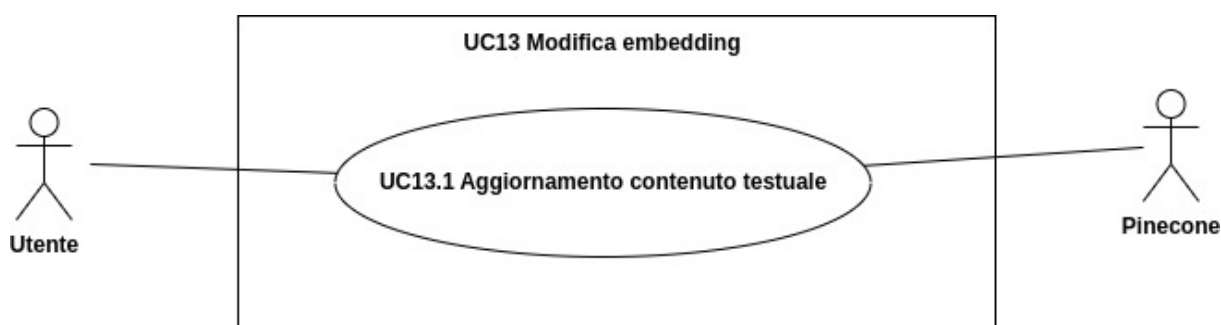 UC13 Modifica embedding
UC13.1 Aggiornamento contenuto testuale
Utente
Pinecone